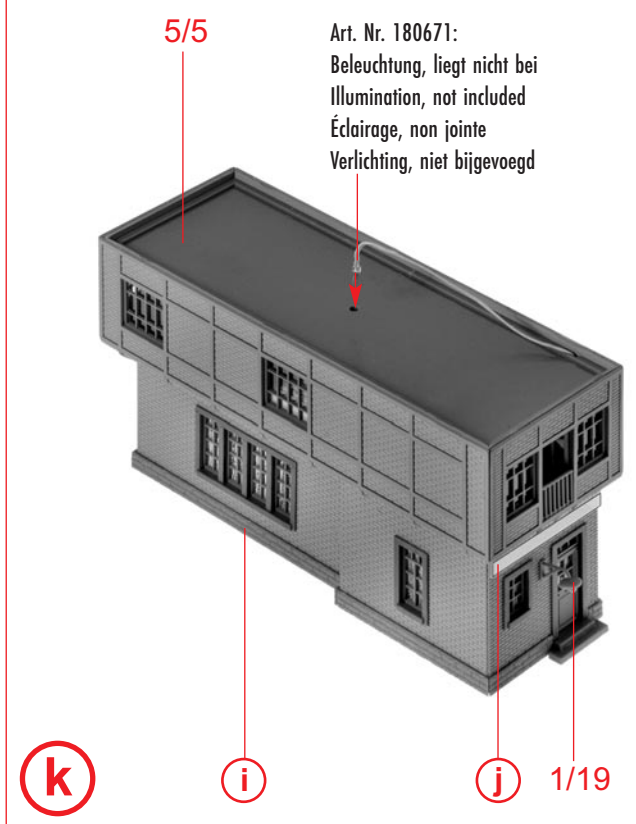 5/5
Art. Nr. 180671:
Beleuchtung, liegt nicht bei
Illumination, not included
Éclairage, non jointe
Verlichting, niet bijgevoegd
k
i
j
1/19